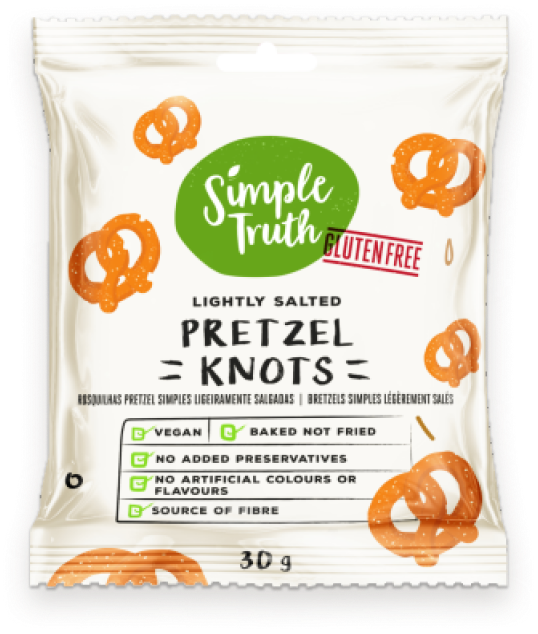 Simple
Truth
GLUTEN FREE
LIGHTLY SALTED
PRETZEL
KNOTS
ROSQUILHAS PRETZEL SIMPLES LIGEIRAMENTE SALGADAS | BRETZELS SIMPLES LÉGÈREMENT SALÉS
VEGAN
BAKED NOT FRIED
NO ADDED PRESERVATIVES
NO ARTIFICIAL COLOURS OR
FLAVOURS
SOURCE OF FIBRE
30 g